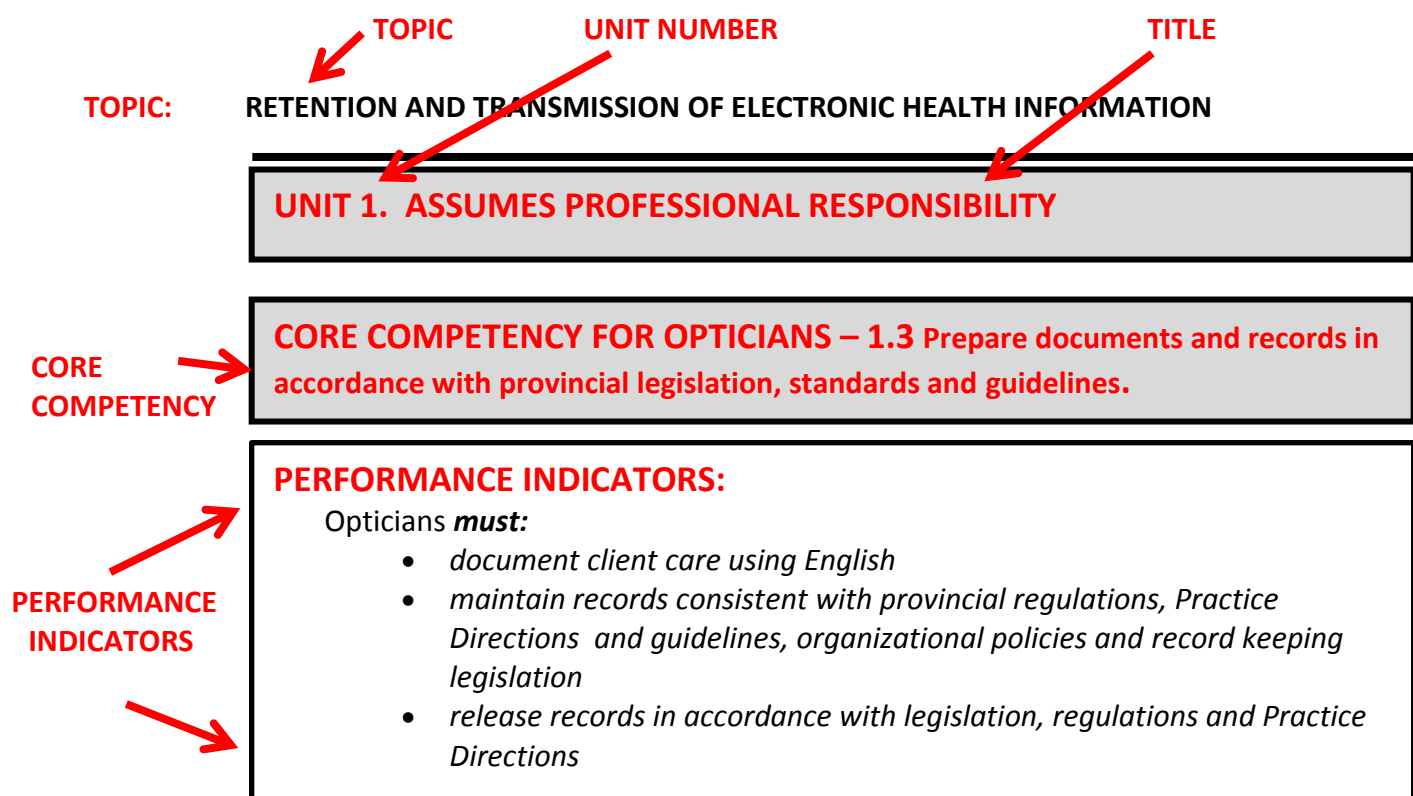 TOPIC UNIT NUMBER TITLE
TOPIC: RETENTION AND TRANSMISSION OF ELECTRONIC HEALTH INFORMATION
UNIT 1. ASSUMES PROFESSIONAL RESPONSIBILITY
CORE COMPETENCY FOR OPTICIANS – 1.3 Prepare documents and records in
accordance with provincial legislation, standards and guidelines.
CORE
COMPETENCY
PERFORMANCE INDICATORS:
Opticians must:
• document client care using English
• maintain records consistent with provincial regulations, Practice
Directions and guidelines, organizational policies and record keeping
legislation
• release records in accordance with legislation, regulations and Practice
Directions
PERFORMANCE
INDICATORS